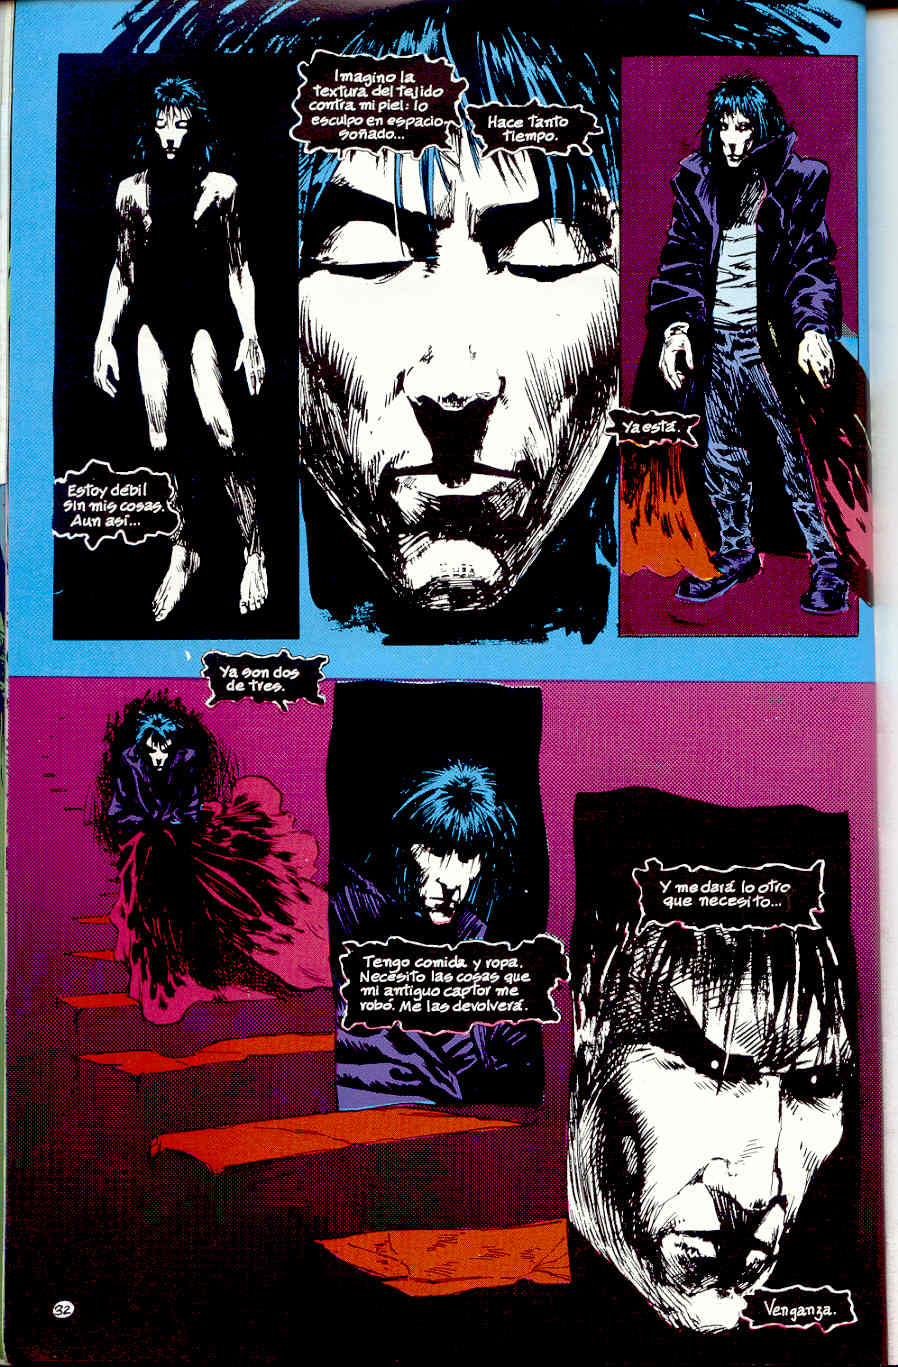 Estoy débil
sin mis cosas.
Aun así...
Imagino la
textura del tejido
contra mi piel: lo
esculpo en espacio
soñado...
Hace tanto
tiempo.
Ya está.
Ya son dos
de tres.
Tengo comida y ropa.
Necesito las cosas que
mi antiguo captor me
robó. Me las devolverá.
Y me dará lo otro
que necesito...
Venganza.
32